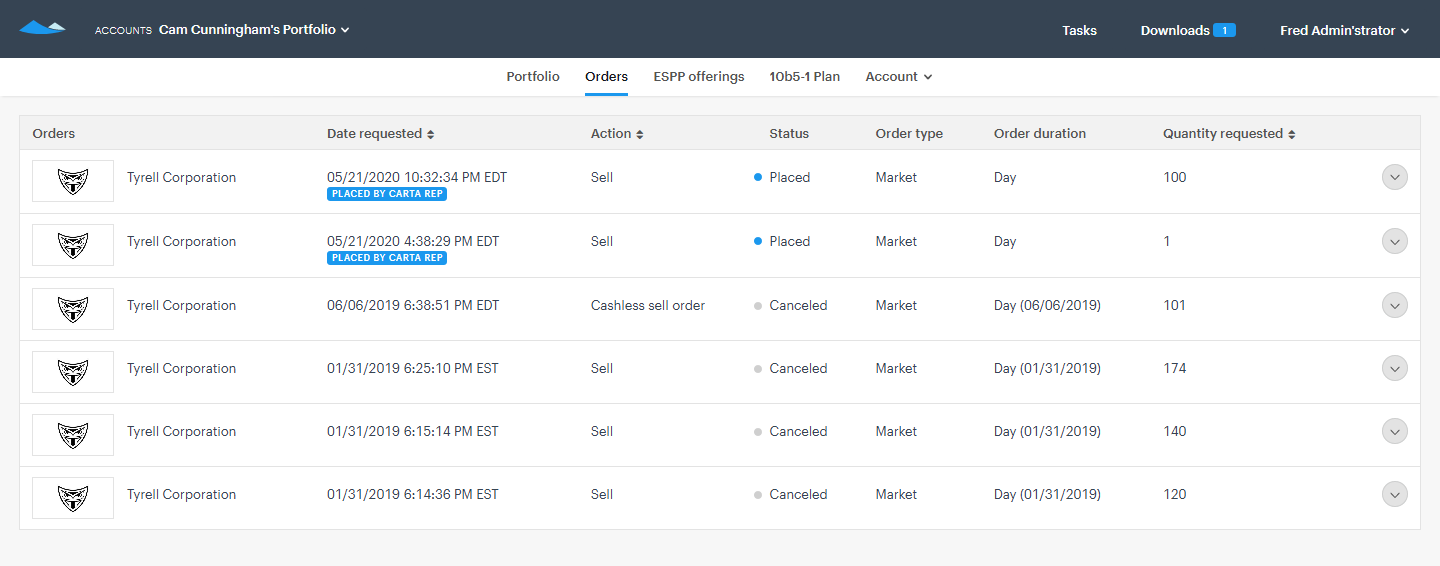 ACCOUNTS Cam Cunningham's Portfolio Tasks Downloads 1 Fred Admin'strator
Portfolio Orders ESPP offerings 10b5-1 Plan Account
Orders Date requested Action Status Order type Order duration Quantity requested
Tyrell Corporation 05/21/2020 10:32:34 PM EDT Sell Placed Market Day 100
PLACED BY CARTA REP
Tyrell Corporation 05/21/2020 4:38:29 PM EDT Sell Placed Market Day 1
PLACED BY CARTA REP
Tyrell Corporation 06/06/2019 6:38:51 PM EDT Cashless sell order Canceled Market Day (06/06/2019) 101
Tyrell Corporation 01/31/2019 6:25:10 PM EST Sell Canceled Market Day (01/31/2019) 174
Tyrell Corporation 01/31/2019 6:15:14 PM EST Sell Canceled Market Day (01/31/2019) 140
Tyrell Corporation 01/31/2019 6:14:36 PM EST Sell Canceled Market Day (01/31/2019) 120